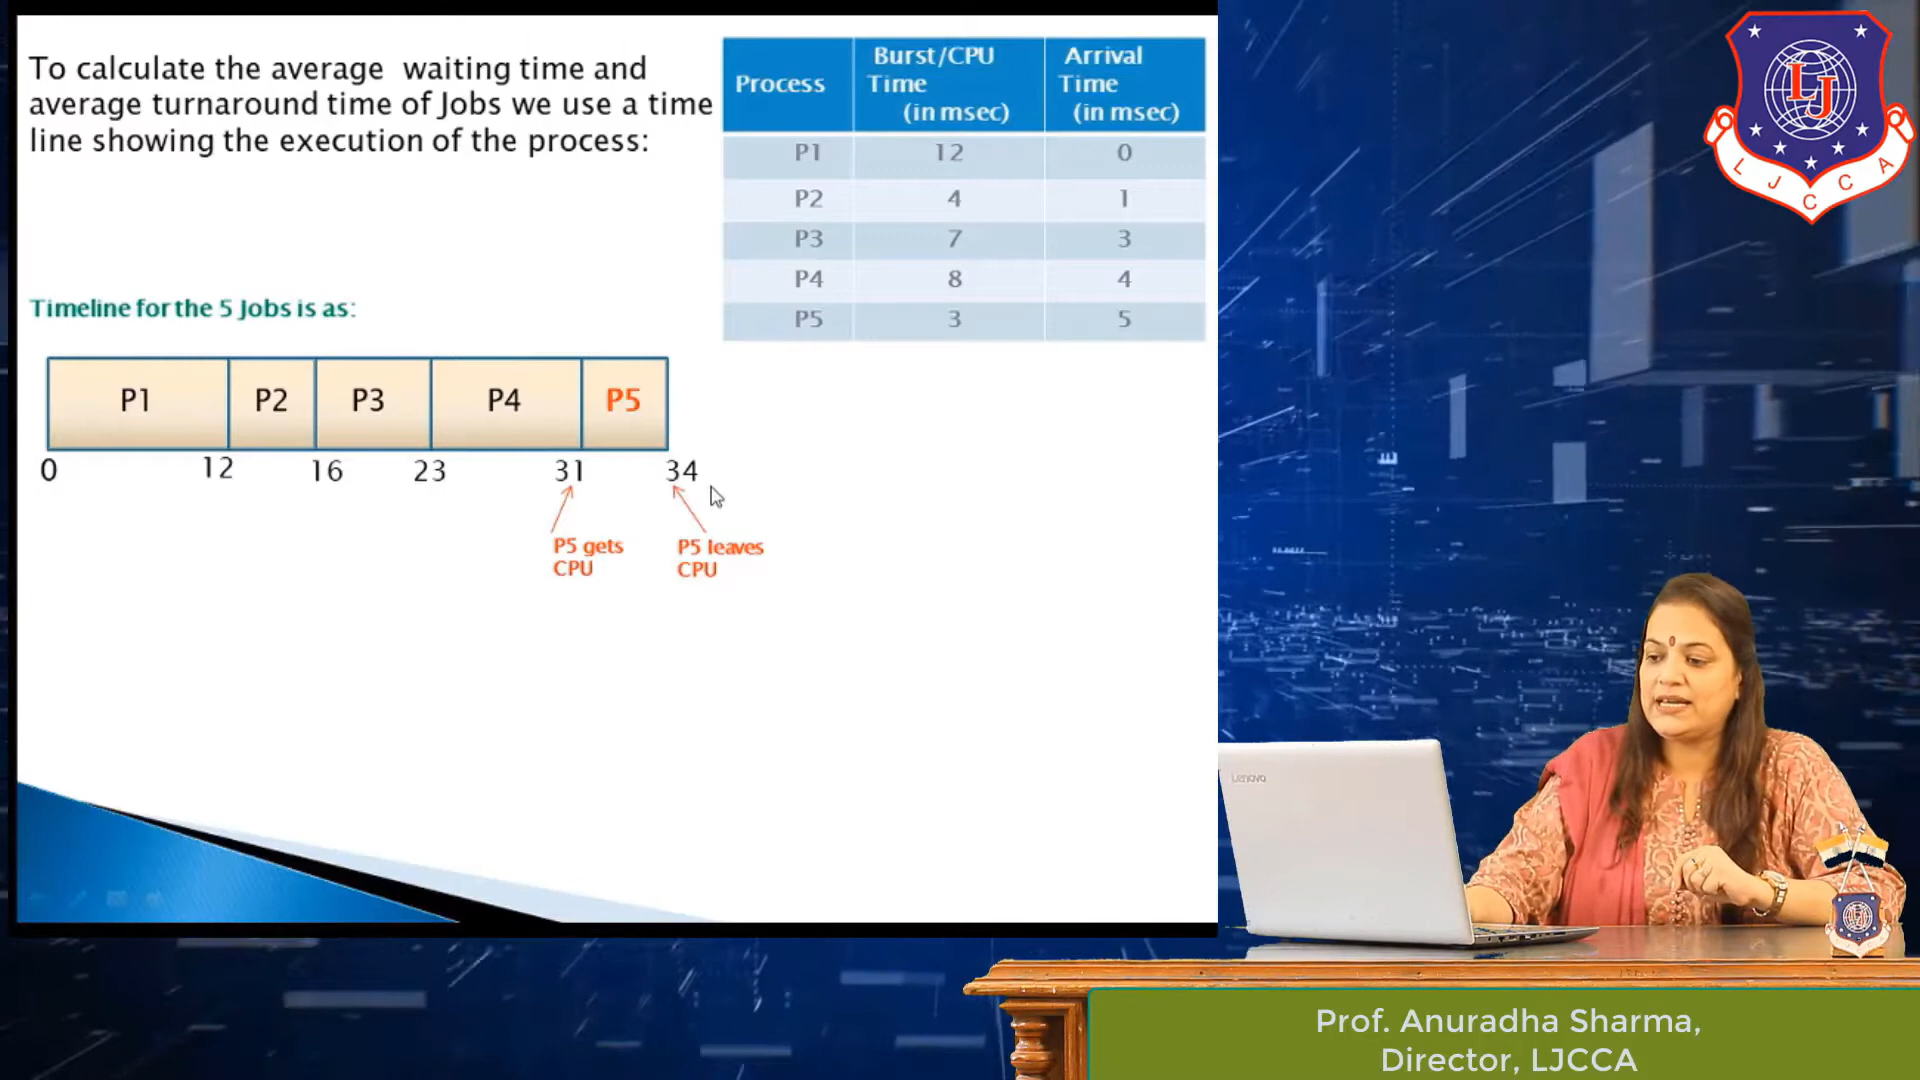 To calculate the average waiting time and
average turnaround time of Jobs we use a time
line showing the execution of the process:
Process
Burst/CPU
Time
(in msec)
Arrival
Time
(in msec)
P1 12 0
P2 4 1
P3 7 3
P4 8 4
P5 3 5
Timeline for the 5 Jobs is as:
P1 P2 P3 P4 P5
0 12 16 23 31 34
P5 gets
CPU
P5 leaves
CPU
LJ
L J C C A
Lenovo
LJ
Prof. Anuradha Sharma,
Director, LJCCA